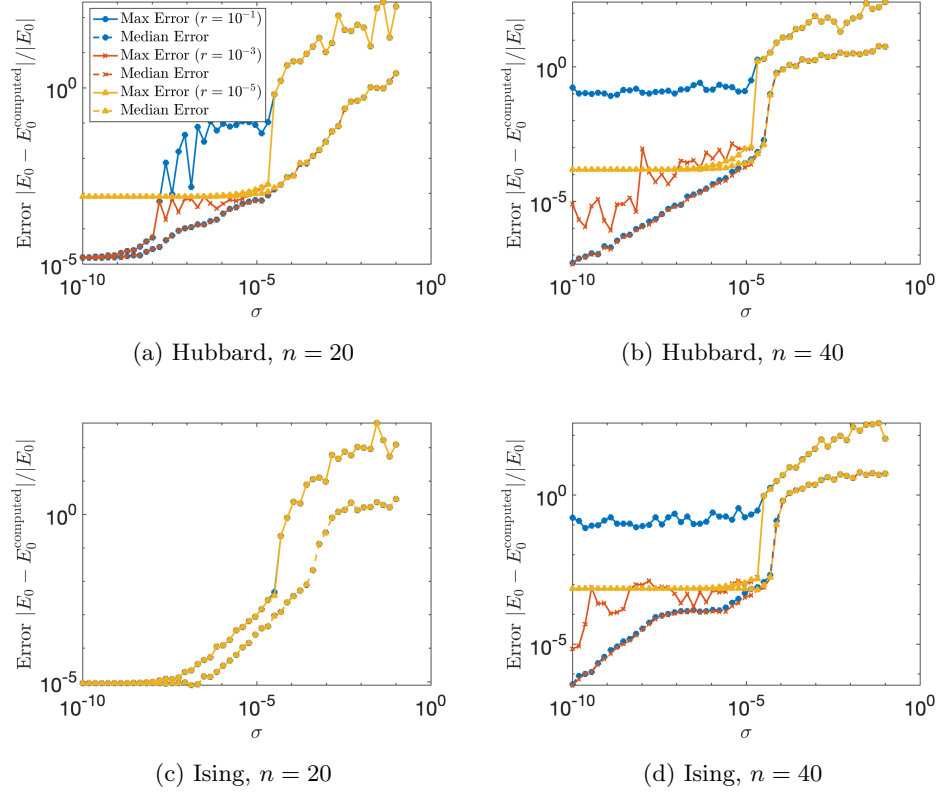 Max Error (r = 10^{-1})
Median Error
Max Error (r = 10^{-3})
Median Error
Max Error (r = 10^{-5})
Median Error
Error |E_0 − E_0^{computed}|/|E_0|
10^0
10^{-5}
10^{-10} 10^{-5} 10^0
σ
(a) Hubbard, n = 20
Error |E_0 − E_0^{computed}|/|E_0|
10^0
10^{-5}
10^{-10} 10^{-5} 10^0
σ
(b) Hubbard, n = 40
Error |E_0 − E_0^{computed}|/|E_0|
10^0
10^{-5}
10^{-10} 10^{-5} 10^0
σ
(c) Ising, n = 20
Error |E_0 − E_0^{computed}|/|E_0|
10^0
10^{-5}
10^{-10} 10^{-5} 10^0
σ
(d) Ising, n = 40